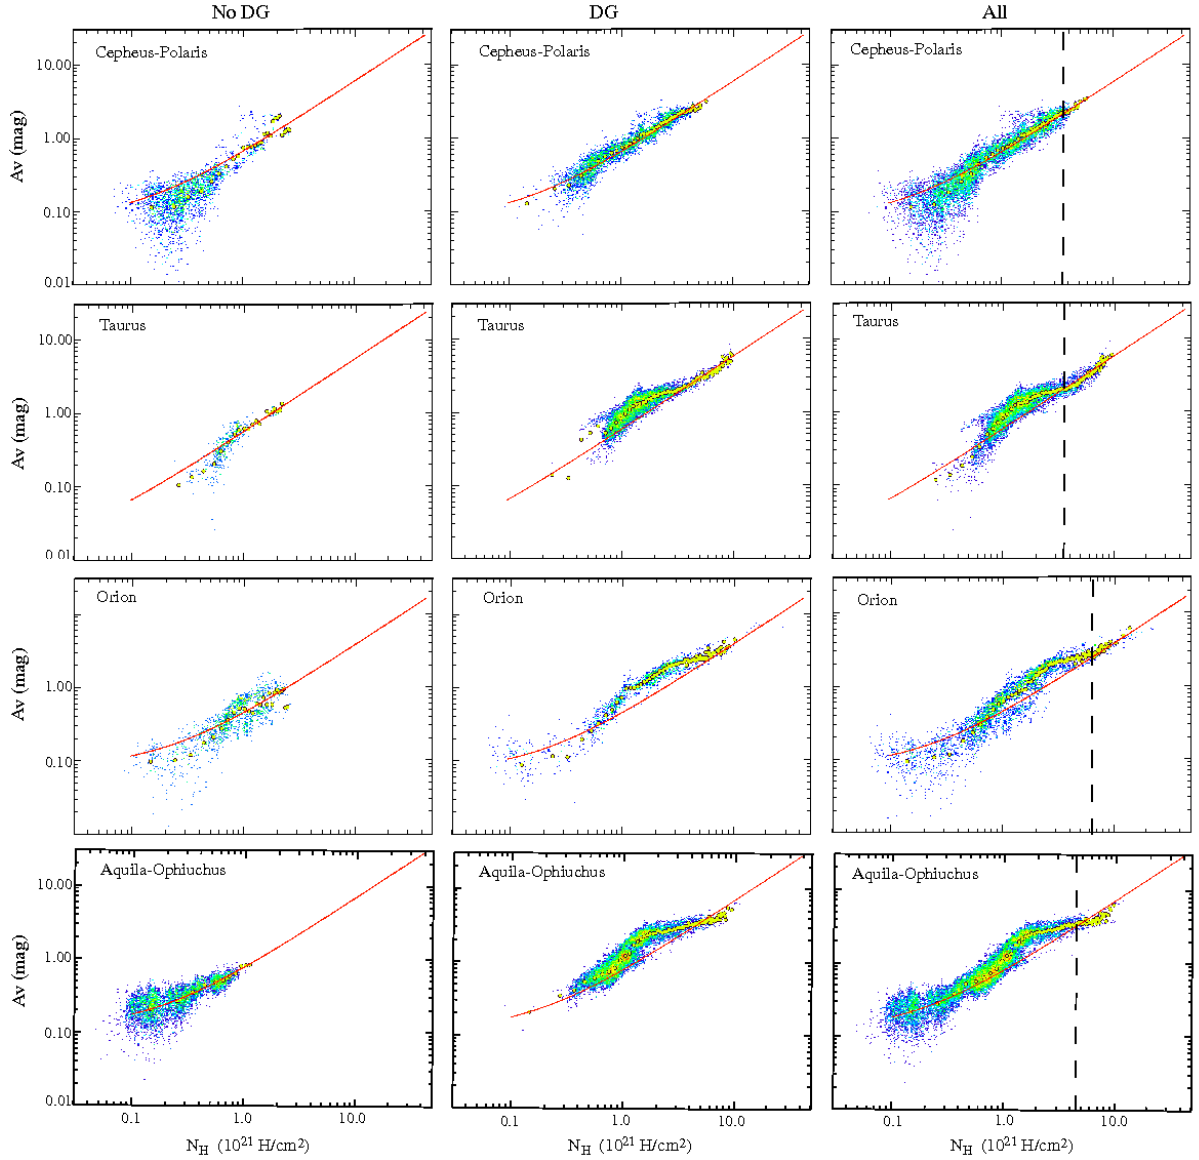 No DG DG All
Cepheus-Polaris Cepheus-Polaris Cepheus-Polaris
10.00
1.00
0.10
0.01
Av (mag)
Taurus Taurus Taurus
10.00
1.00
0.10
0.01
Av (mag)
Orion Orion Orion
1.00
0.10
Av (mag)
Aquila-Ophiuchus Aquila-Ophiuchus Aquila-Ophiuchus
10.00
1.00
0.10
0.01
Av (mag)
0.1 1.0 10.0 0.1 1.0 10.0 0.1 1.0 10.0
N_H (10^21 H/cm²) N_H (10^21 H/cm²) N_H (10^21 H/cm²)